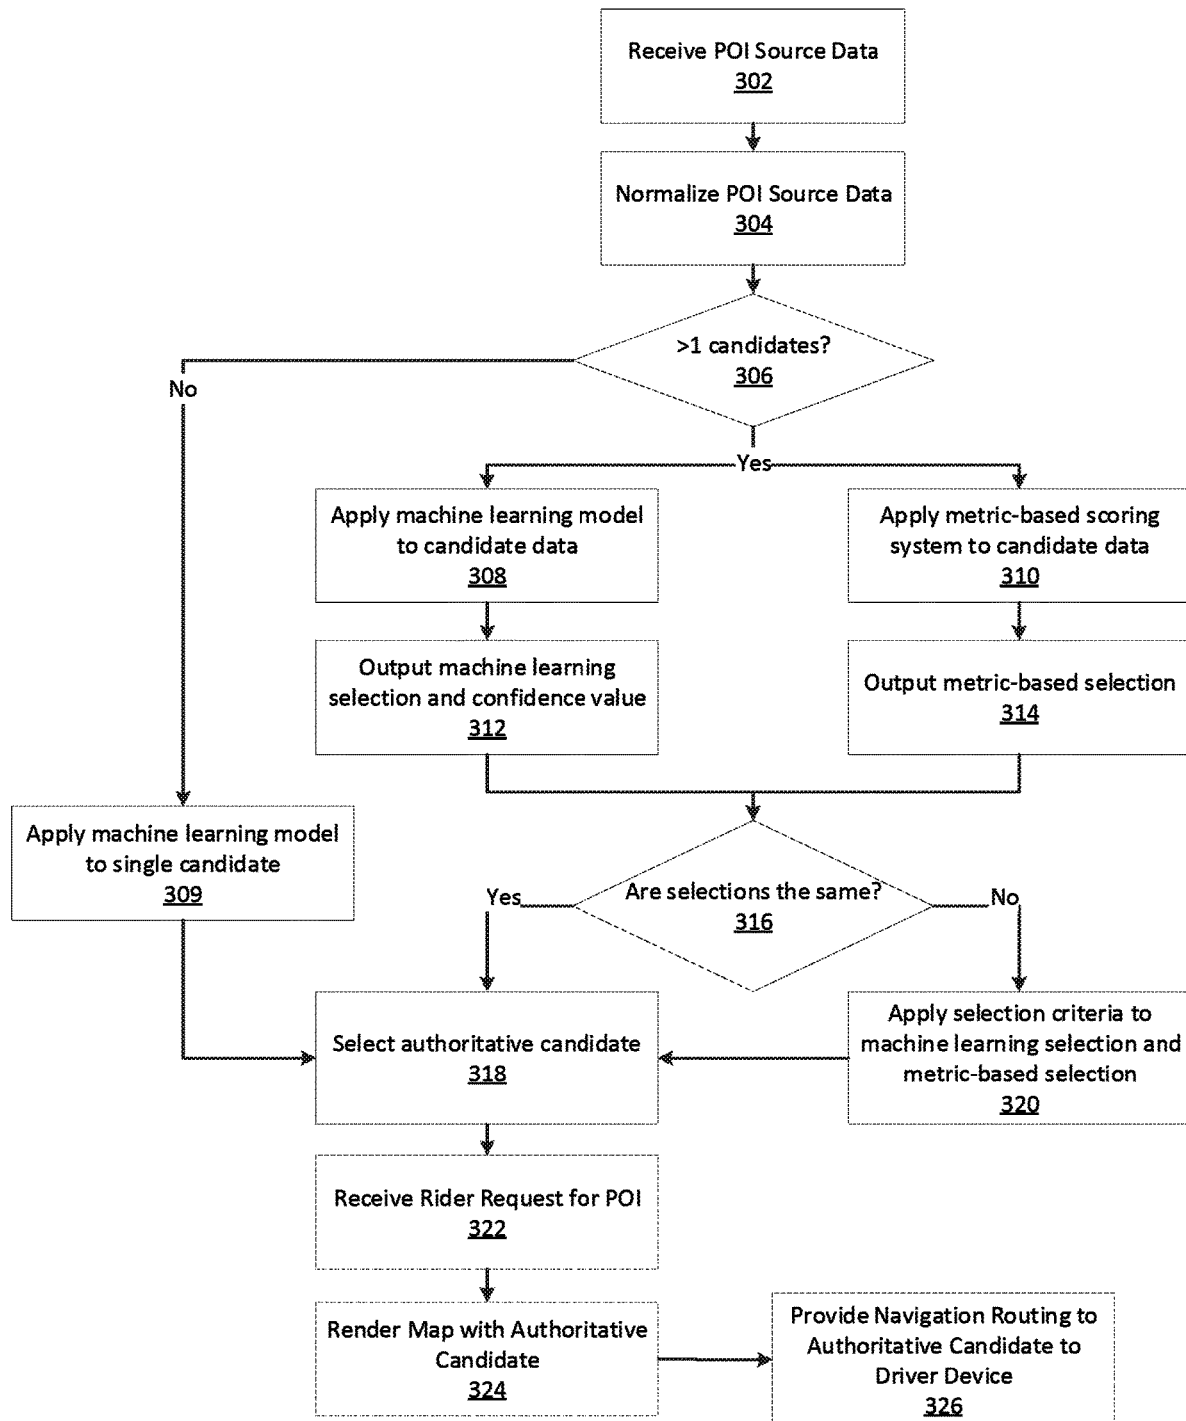 Receive POI Source Data
302
Normalize POI Source Data
304
>1 candidates?
306
No
Yes
Apply machine learning model
to candidate data
308
Apply metric-based scoring
system to candidate data
310
Output machine learning
selection and confidence value
312
Output metric-based selection
314
Apply machine learning model
to single candidate
309
Are selections the same?
316
Yes
No
Select authoritative candidate
318
Apply selection criteria to
machine learning selection and
metric-based selection
320
Receive Rider Request for POI
322
Render Map with Authoritative
Candidate
324
Provide Navigation Routing to
Authoritative Candidate to
Driver Device
326